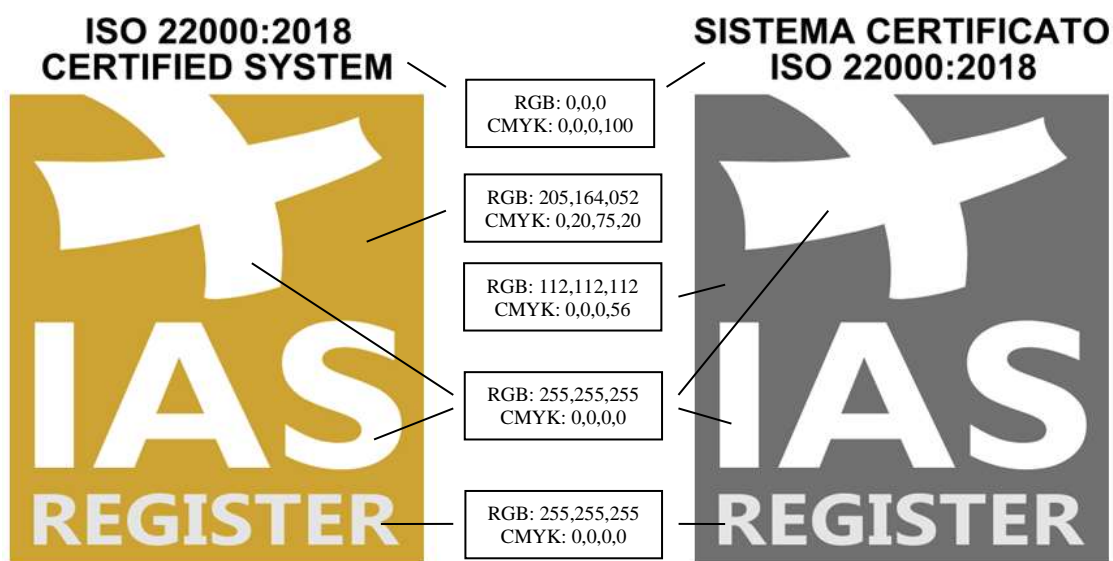 ISO 22000:2018
CERTIFIED SYSTEM
SISTEMA CERTIFICATO
ISO 22000:2018
RGB: 0,0,0
CMYK: 0,0,0,100
RGB: 205,164,052
CMYK: 0,20,75,20
RGB: 112,112,112
CMYK: 0,0,0,56
RGB: 255,255,255
CMYK: 0,0,0,0
RGB: 255,255,255
CMYK: 0,0,0,0
IAS
REGISTER
IAS
REGISTER